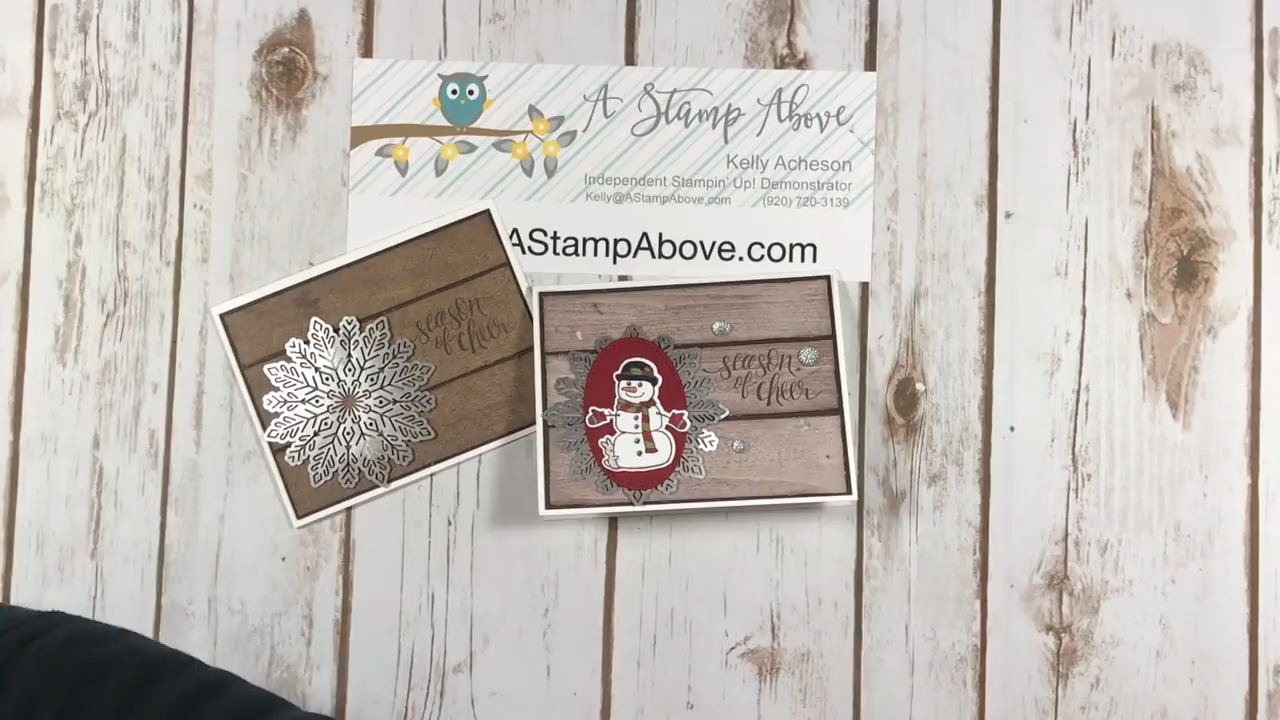 A Stamp Above
Kelly Acheson
Independent Stampin' Up! Demonstrator
Kelly@AStampAbove.com (920) 720-3139
AStampAbove.com
season
of cheer
season
of cheer